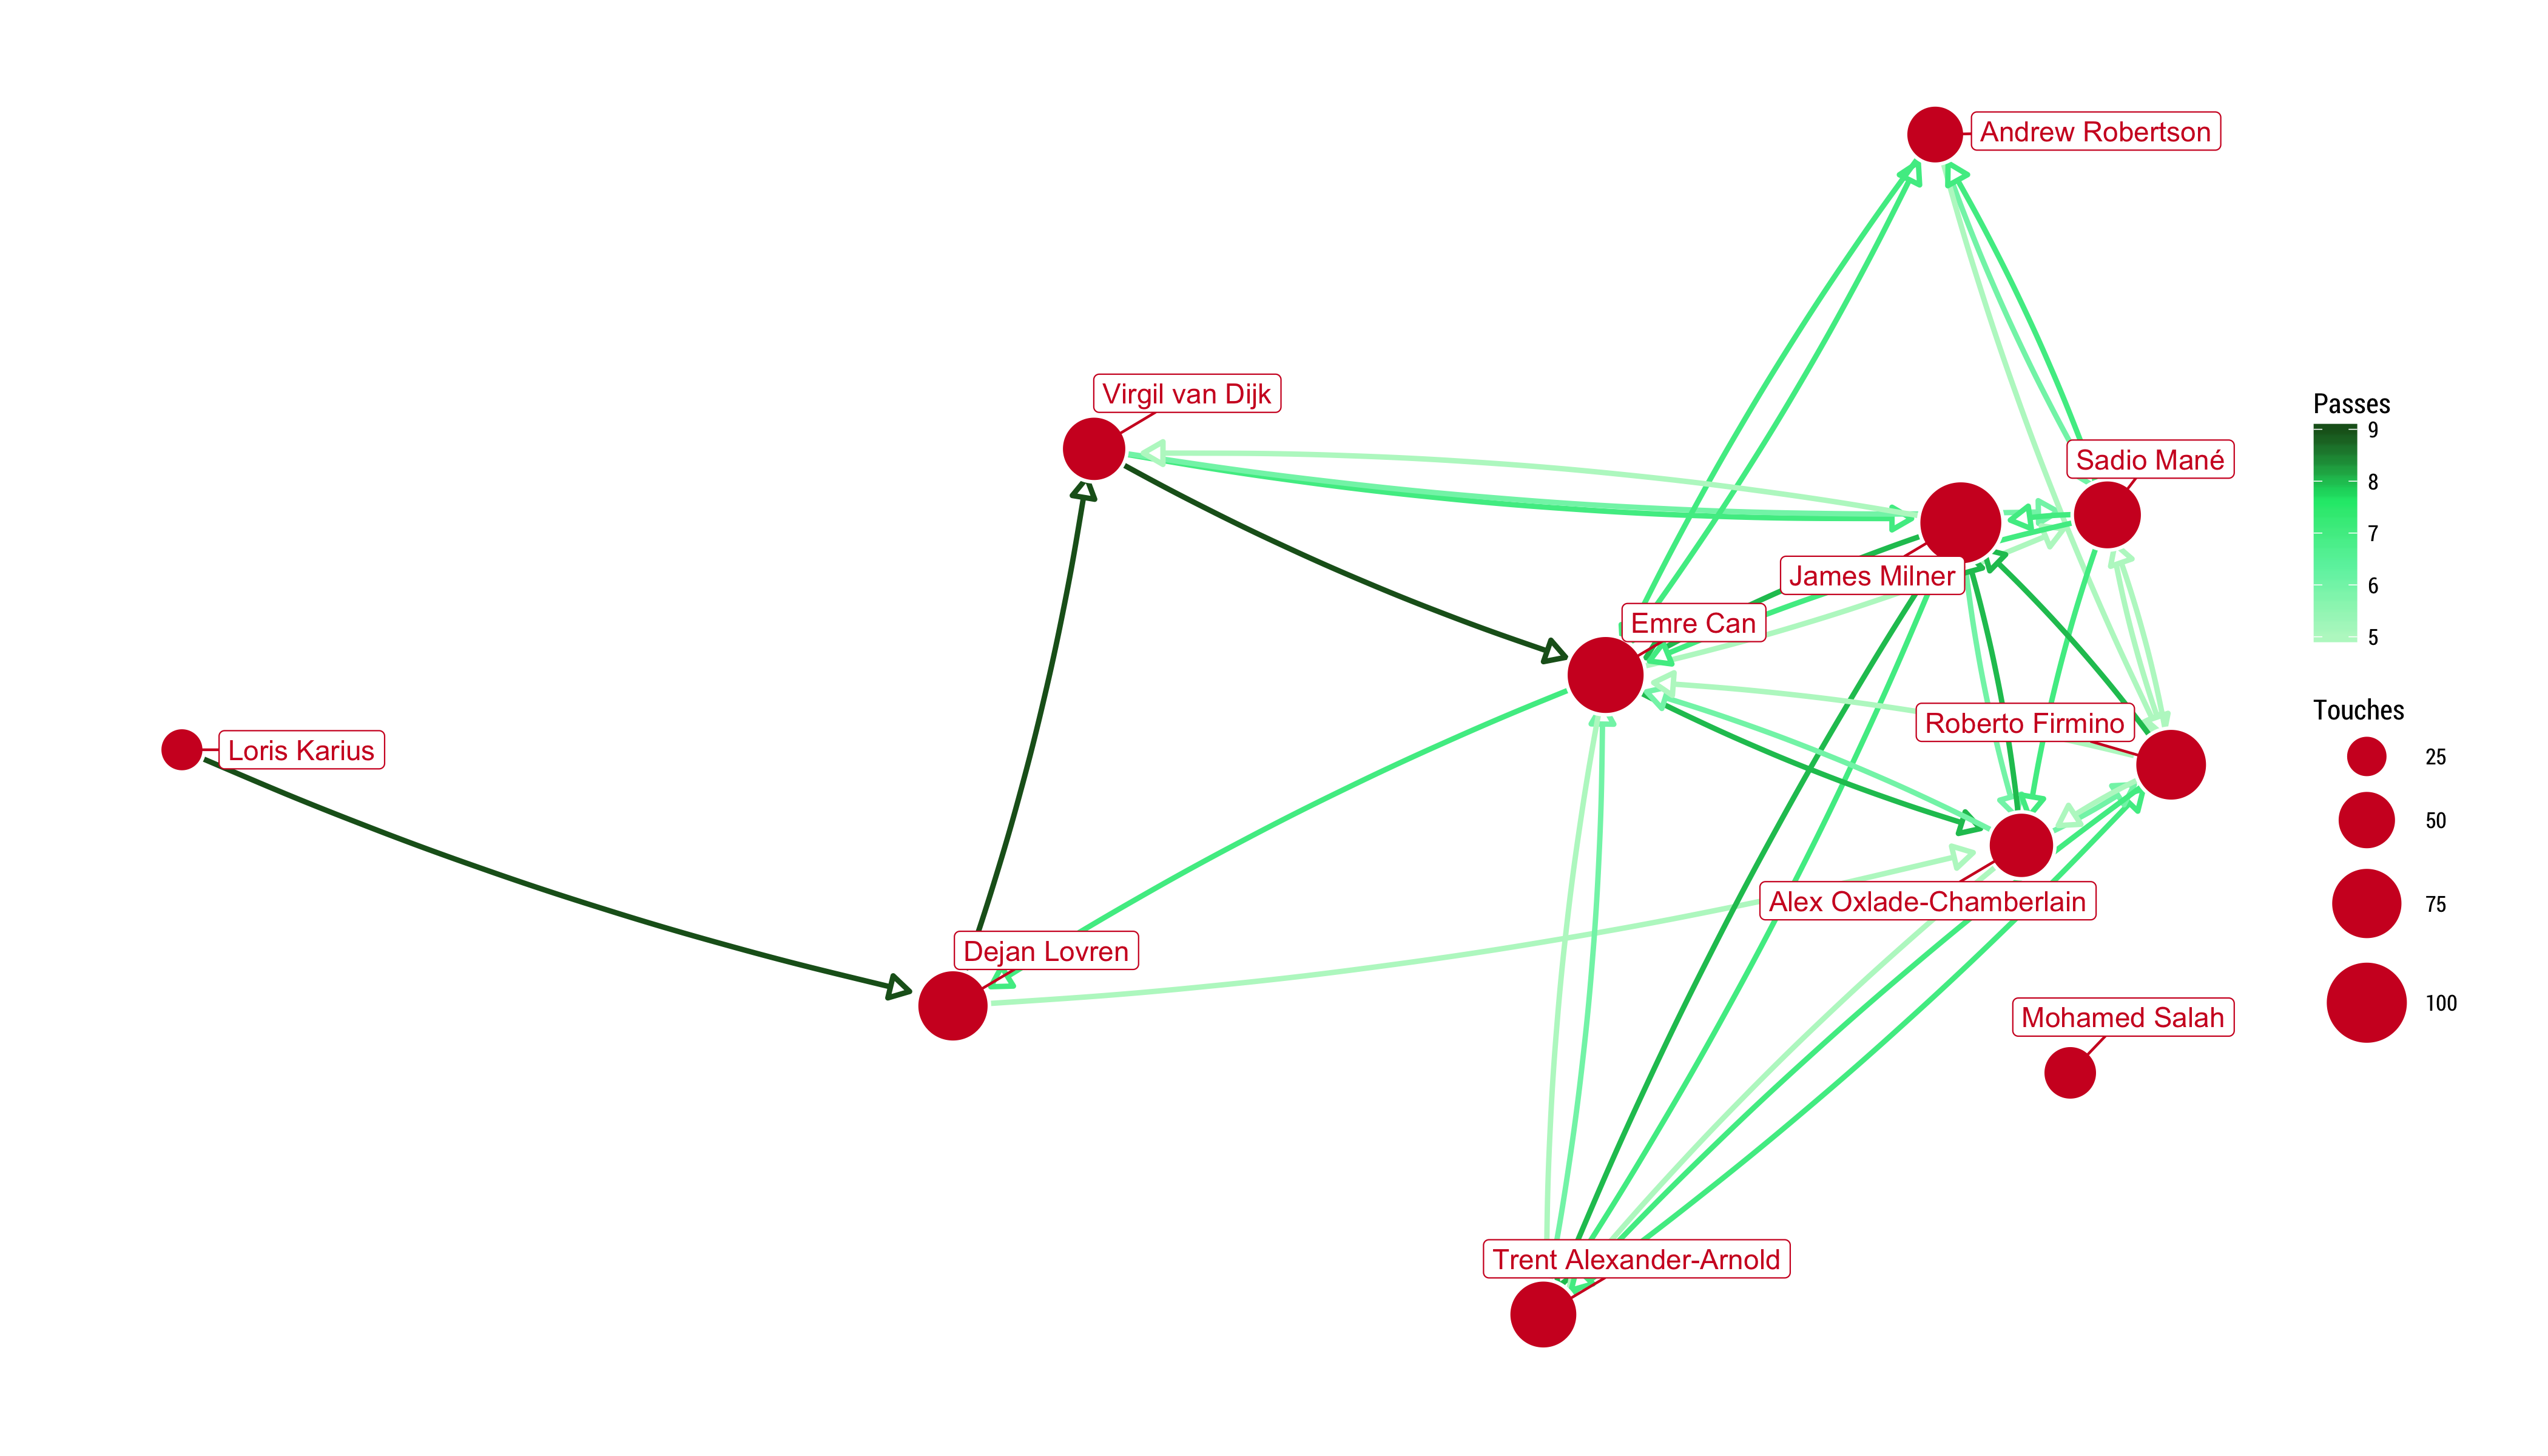 Andrew Robertson
Virgil van Dijk
Sadio Mané
James Milner
Emre Can
Roberto Firmino
Loris Karius
Alex Oxlade-Chamberlain
Dejan Lovren
Mohamed Salah
Trent Alexander-Arnold
Passes
9
8
7
6
5
Touches
25
50
75
100